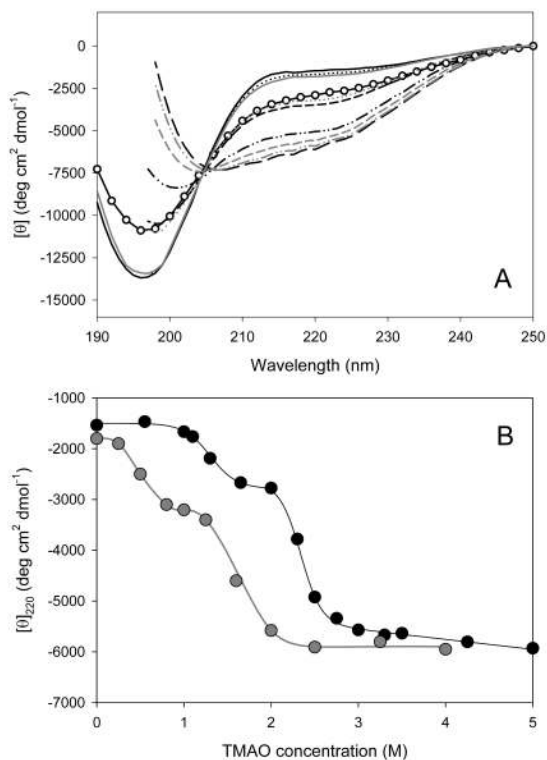 0
-2500
-5000
-7500
-10000
-12500
-15000
[θ] (deg cm² dmol⁻¹)
A
190 200 210 220 230 240 250
Wavelength (nm)
-1000
-2000
-3000
-4000
-5000
-6000
-7000
[θ]₂₂₀ (deg cm² dmol⁻¹)
B
0 1 2 3 4 5
TMAO concentration (M)